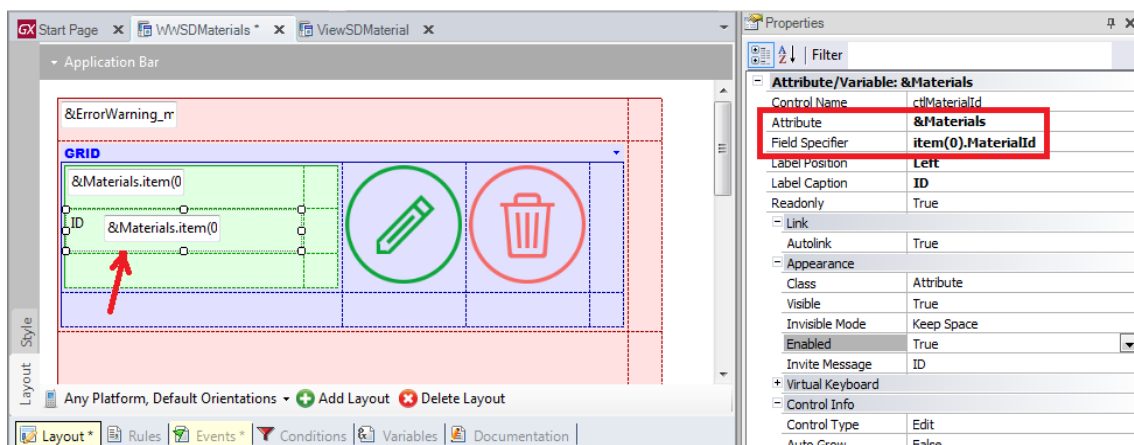 GX Start Page X WWSDMaterials * X ViewSDMaterial X
Application Bar
&ErrorWarning_m
GRID
&Materials.item(0
ID &Materials.item(0
Style
Layout
Any Platform, Default Orientations Add Layout Delete Layout
Layout * Rules Events * Conditions Variables Documentation
Properties
A Z Filter
Attribute/Variable: &Materials
Control Name ctlMaterialId
Attribute &Materials
Field Specifier item(0).MaterialId
Label Position Left
Label Caption ID
Readonly True
Link
Autolink True
Appearance
Class Attribute
Visible True
Invisible Mode Keep Space
Enabled True
Invite Message ID
Virtual Keyboard
Control Info
Control Type Edit
Auto Grow False